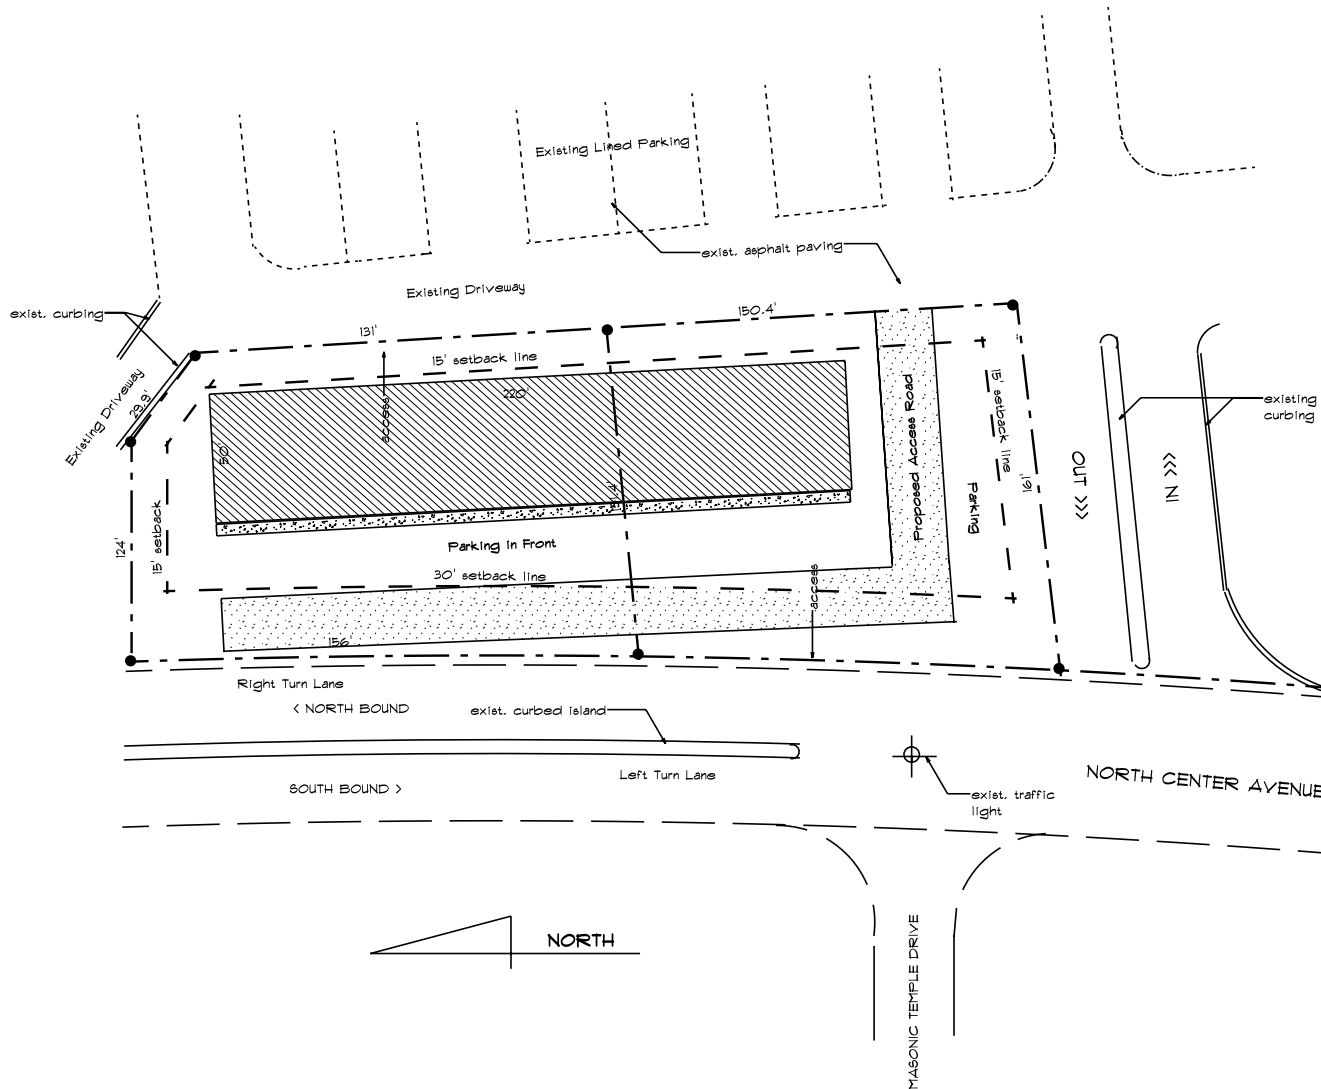 Existing Lined Parking
exist. asphalt paving
Existing Driveway
exist. curbing
150.4'
131'
15' setback line
220'
access
29.9'
Existing Driveway
50'
Proposed Access Road
15' setback line
161'
Parking
OUT >>>
IN >>>
existing
curbing
124'
15' setback
Parking in Front
30' setback line
access
156'
Right Turn Lane
< NORTH BOUND
exist. curbed island
Left Turn Lane
SOUTH BOUND >
exist. traffic
light
NORTH CENTER AVENUE
NORTH
MASONIC TEMPLE DRIVE